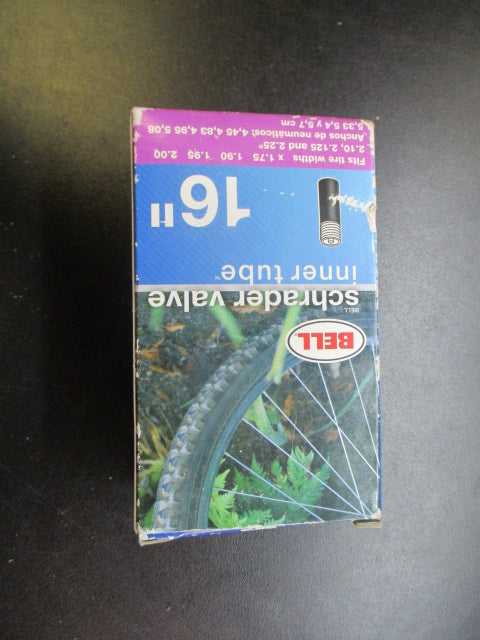 BELL
BELL
schrader valve
inner tube™
16"
Fits tire widths x 1.75 1.90 1.95 2.00
2.10, 2.125 and 2.25"
Anchos de neumáticos: 4,45 4,83 4,95 5,08
5,33 5,4 y 5,7 cm